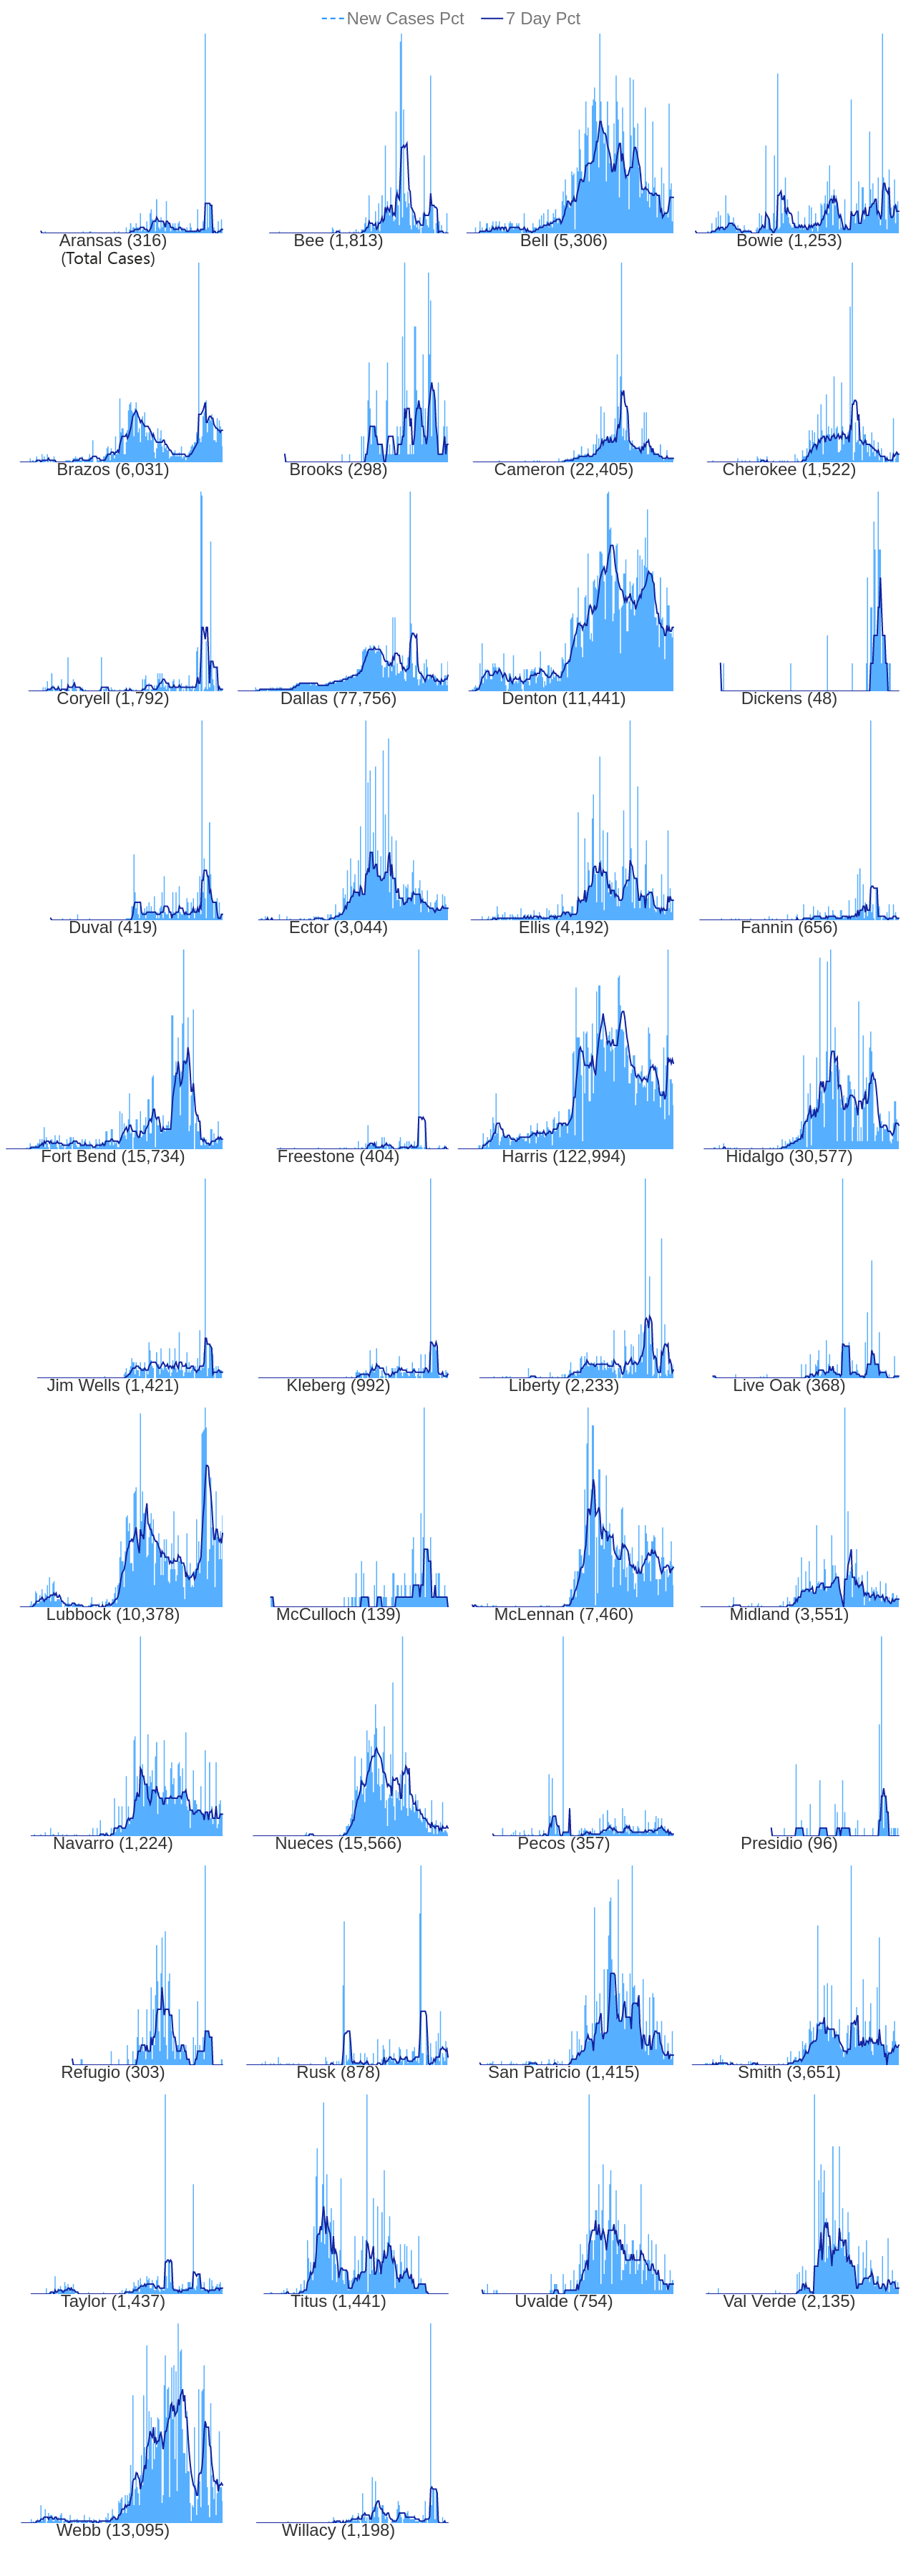 New Cases Pct 7 Day Pct
Aransas (316) Bee (1,813) Bell (5,306) Bowie (1,253)
(Total Cases)
Brazos (6,031) Brooks (298) Cameron (22,405) Cherokee (1,522)
Coryell (1,792) Dallas (77,756) Denton (11,441) Dickens (48)
Duval (419) Ector (3,044) Ellis (4,192) Fannin (656)
Fort Bend (15,734) Freestone (404) Harris (122,994) Hidalgo (30,577)
Jim Wells (1,421) Kleberg (992) Liberty (2,233) Live Oak (368)
Lubbock (10,378) McCulloch (139) McLennan (7,460) Midland (3,551)
Navarro (1,224) Nueces (15,566) Pecos (357) Presidio (96)
Refugio (303) Rusk (878) San Patricio (1,415) Smith (3,651)
Taylor (1,437) Titus (1,441) Uvalde (754) Val Verde (2,135)
Webb (13,095) Willacy (1,198)